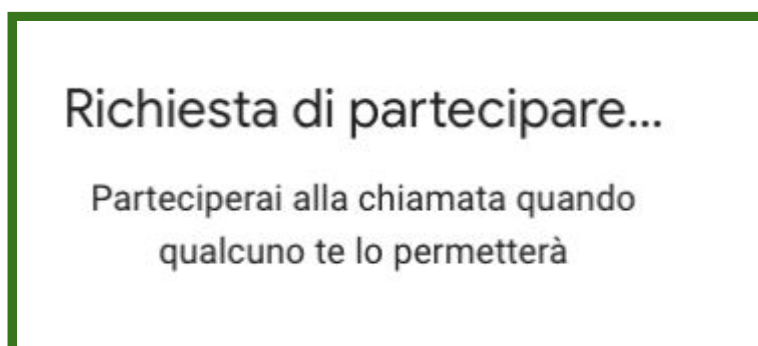 Richiesta di partecipare...
Parteciperai alla chiamata quando
qualcuno te lo permetterà